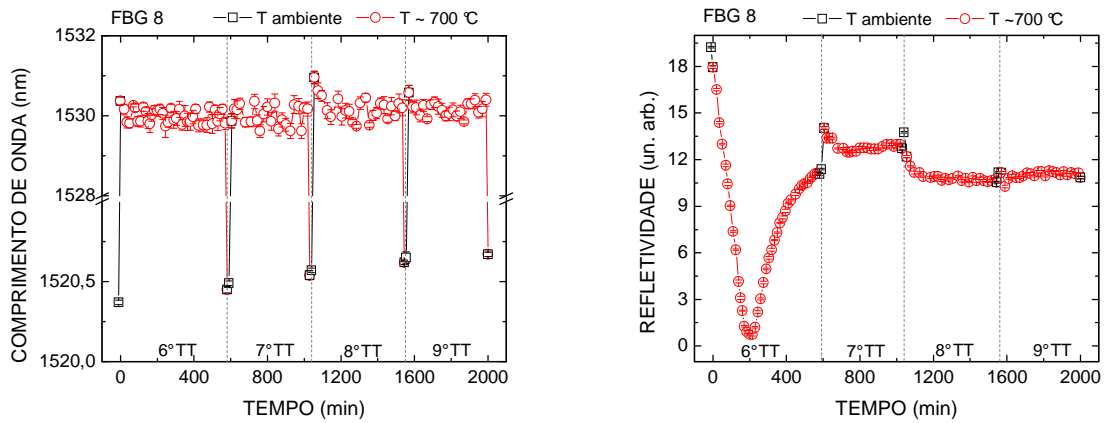 FBG 8 T ambiente T ~ 700 °C
1532
1530
1528
1520,5
1520,0
COMPRIMENTO DE ONDA (nm)
6°TT 7°TT 8°TT 9°TT
0 400 800 1200 1600 2000
TEMPO (min)
FBG 8 T ambiente T ~700 °C
18
15
12
9
6
3
0
REFLETIVIDADE (un. arb.)
6°TT 7°TT 8°TT 9°TT
0 400 800 1200 1600 2000
TEMPO (min)